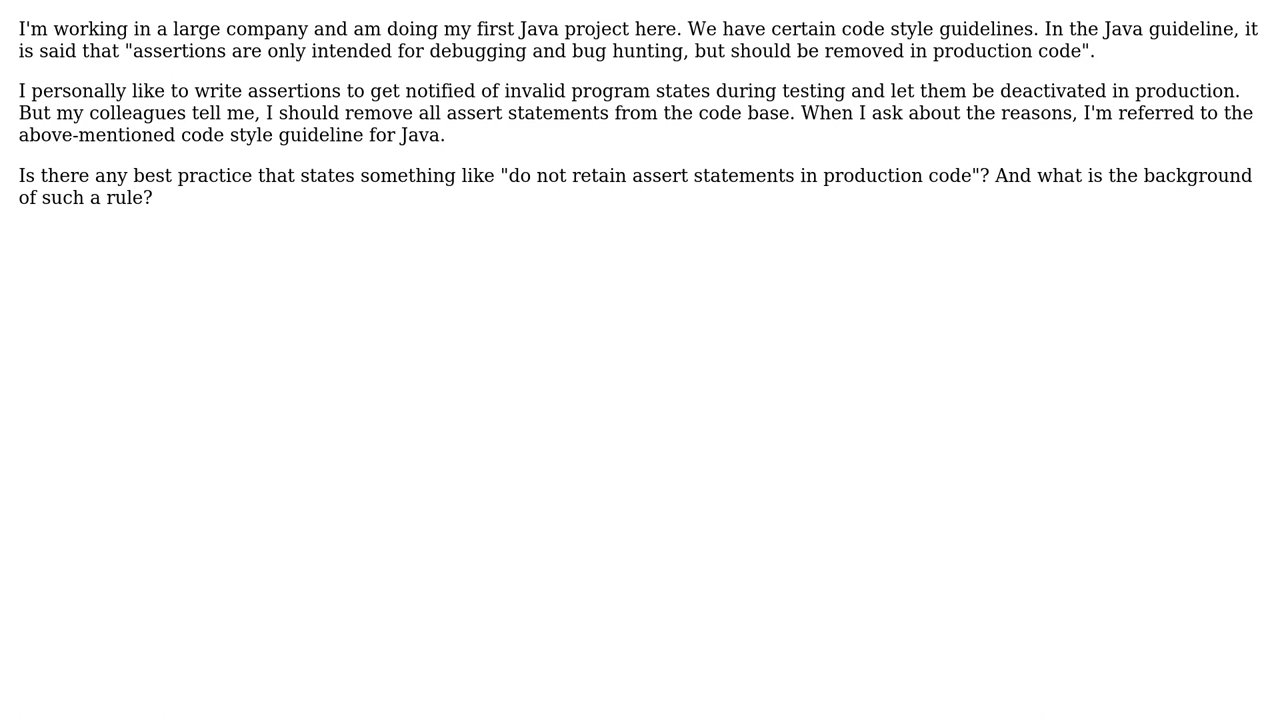 I'm working in a large company and am doing my first Java project here. We have certain code style guidelines. In the Java guideline, it
is said that "assertions are only intended for debugging and bug hunting, but should be removed in production code".
I personally like to write assertions to get notified of invalid program states during testing and let them be deactivated in production.
But my colleagues tell me, I should remove all assert statements from the code base. When I ask about the reasons, I'm referred to the
above-mentioned code style guideline for Java.
Is there any best practice that states something like "do not retain assert statements in production code"? And what is the background
of such a rule?